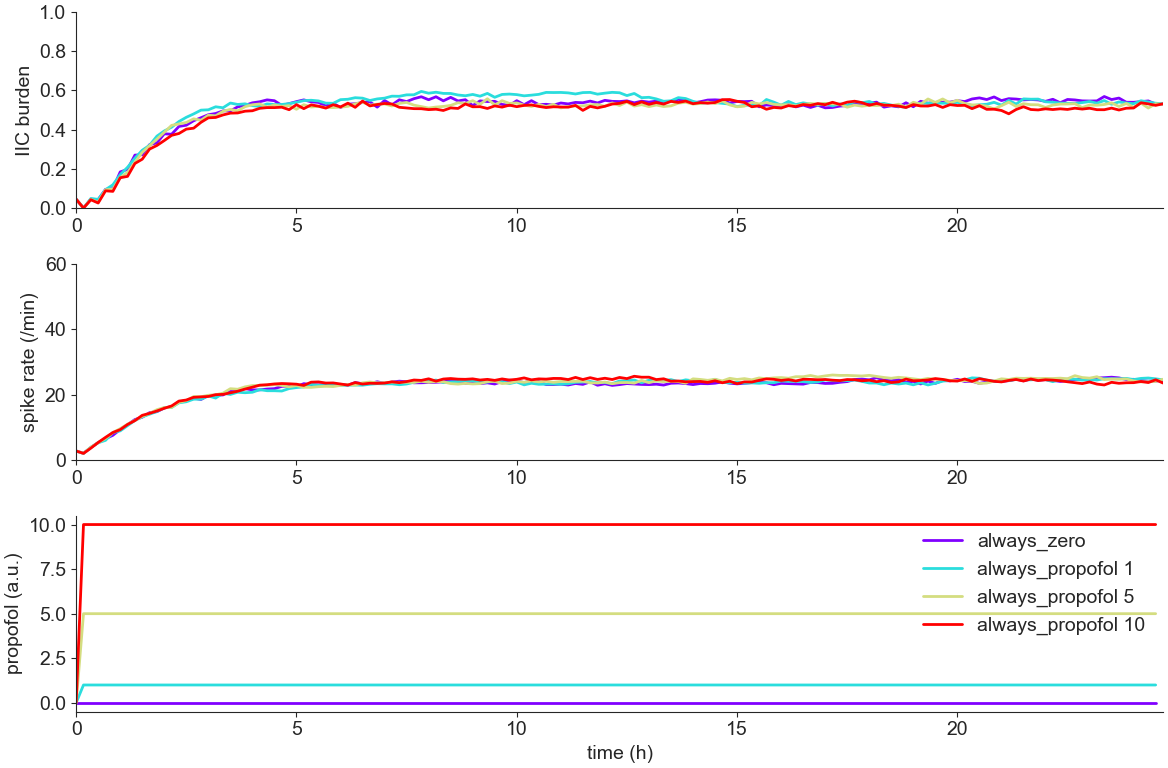 IIC burden
1.0
0.8
0.6
0.4
0.2
0.0
0 5 10 15 20
spike rate (/min)
60
40
20
0
0 5 10 15 20
propofol (a.u.)
10.0
7.5
5.0
2.5
0.0
always_zero
always_propofol 1
always_propofol 5
always_propofol 10
0 5 10 15 20
time (h)